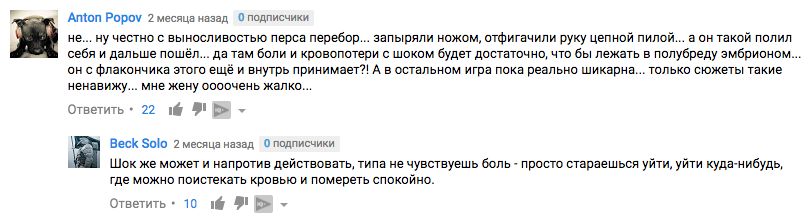 Anton Popov 2 месяца назад 0 подписчики
не... ну честно с выносливостью перса перебор... запыряли ножом, отфигачили руку цепной пилой... а он такой полил
себя и дальше пошёл... да там боли и кровопотери с шоком будет достаточно, что бы лежать в полубреду эмбрионом...
он с флакончика этого ещё и внутрь принимает?! А в остальном игра пока реально шикарна... только сюжеты такие
ненавижу... мне жену оооочень жалко...
Ответить • 22
Beck Solo 2 месяца назад 0 подписчики
Шок же может и напротив действовать, типа не чувствуешь боль - просто стараешься уйти, уйти куда-нибудь,
где можно поистекать кровью и помереть спокойно.
Ответить • 10